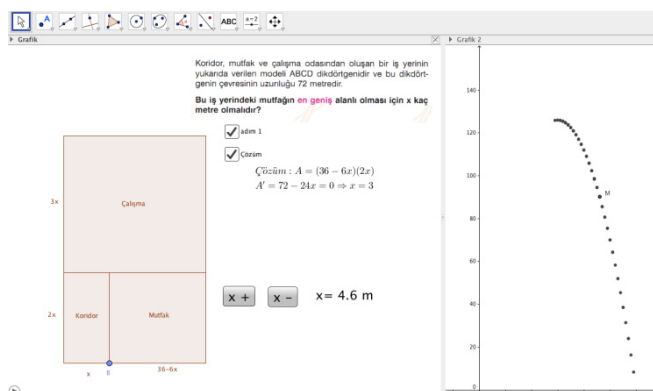 ABC
a=2
Grafik
Grafik 2
Koridor, mutfak ve çalışma odasından oluşan bir iş yerinin
yukarıda verilen modeli ABCD dikdörtgenidir ve bu dikdört-
genin çevresinin uzunluğu 72 metredir.
Bu iş yerindeki mutfağın en geniş alanlı olması için x kaç
metre olmalıdır?
adım 1
Çözüm
Çözüm : A = (36 − 6x)(2x)
A' = 72 − 24x = 0 ⇒ x = 3
3x
Çalışma
2x
Koridor
Mutfak
x
36-6x
x +
x -
x= 4.6 m
140
120
100
80
60
40
20
0
M